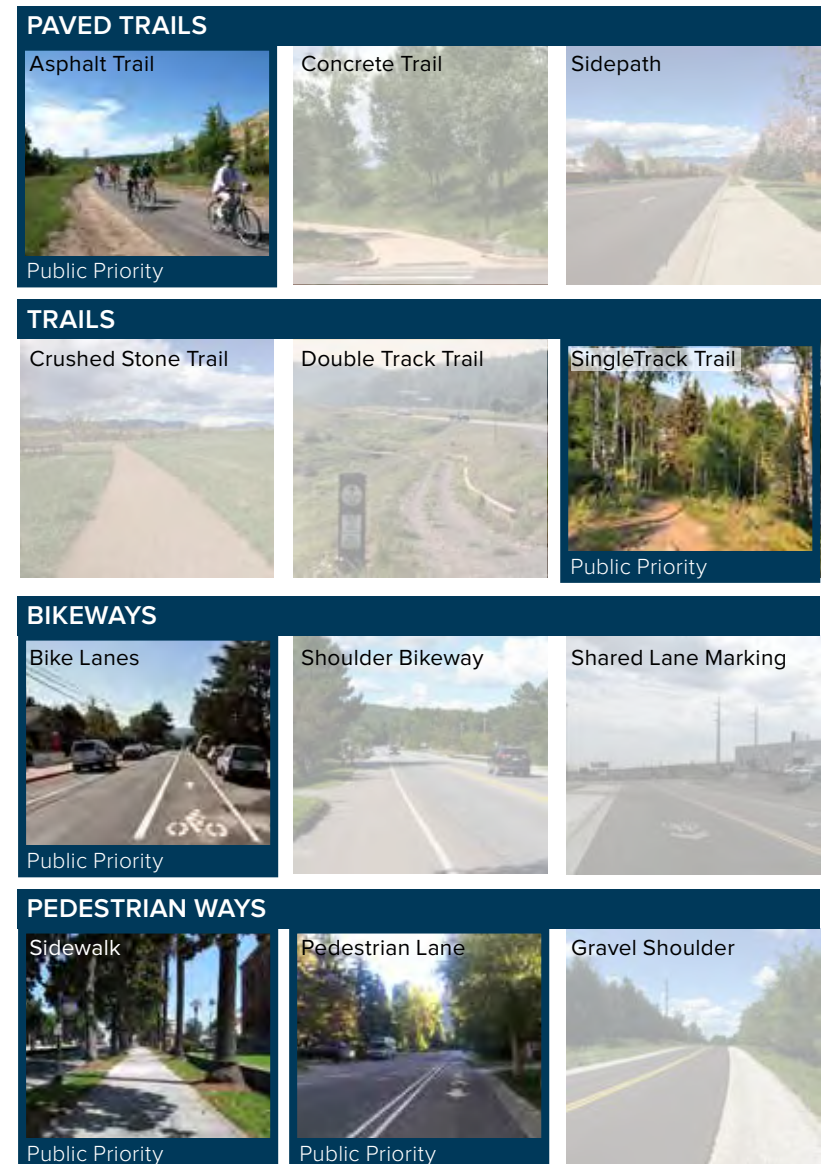 PAVED TRAILS
Asphalt Trail
Concrete Trail
Sidepath
Public Priority
TRAILS
Crushed Stone Trail
Double Track Trail
SingleTrack Trail
Public Priority
BIKEWAYS
Bike Lanes
Shoulder Bikeway
Shared Lane Marking
Public Priority
PEDESTRIAN WAYS
Sidewalk
Pedestrian Lane
Gravel Shoulder
Public Priority
Public Priority